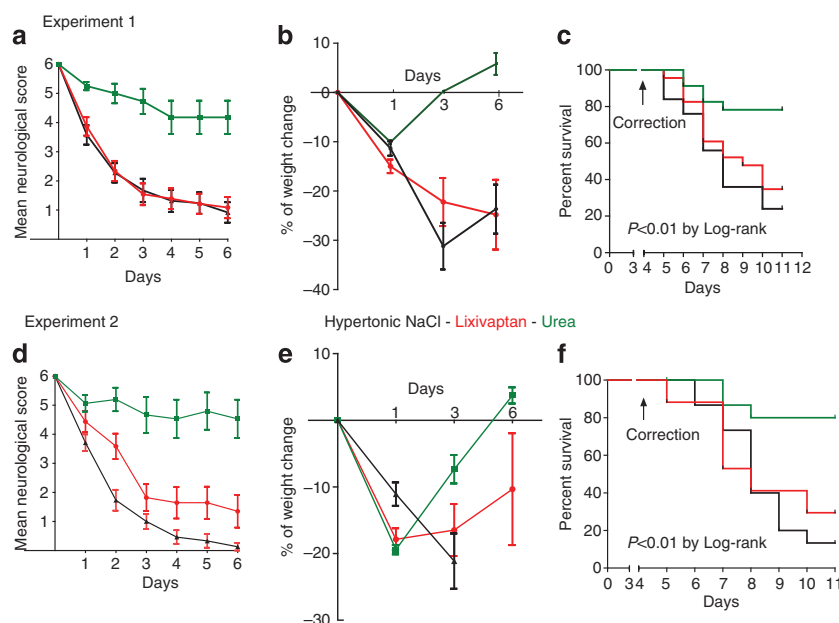 Experiment 1
a
Mean neurological score
6
5
4
3
2
1
1 2 3 4 5 6
Days
b
% of weight change
10
0
–10
–20
–30
–40
Days
1 3 6
c
Percent survival
100
80
60
40
20
0
Correction
P<0.01 by Log-rank
0 3 4 5 6 7 8 9 10 11 12
Days
Experiment 2
Hypertonic NaCl - Lixivaptan - Urea
d
Mean neurological score
6
5
4
3
2
1
1 2 3 4 5 6
Days
e
% of weight change
10
0
–10
–20
–30
Days
1 3 6
f
Percent survival
100
80
60
40
20
0
Correction
P<0.01 by Log-rank
0 3 4 5 6 7 8 9 10 11
Days